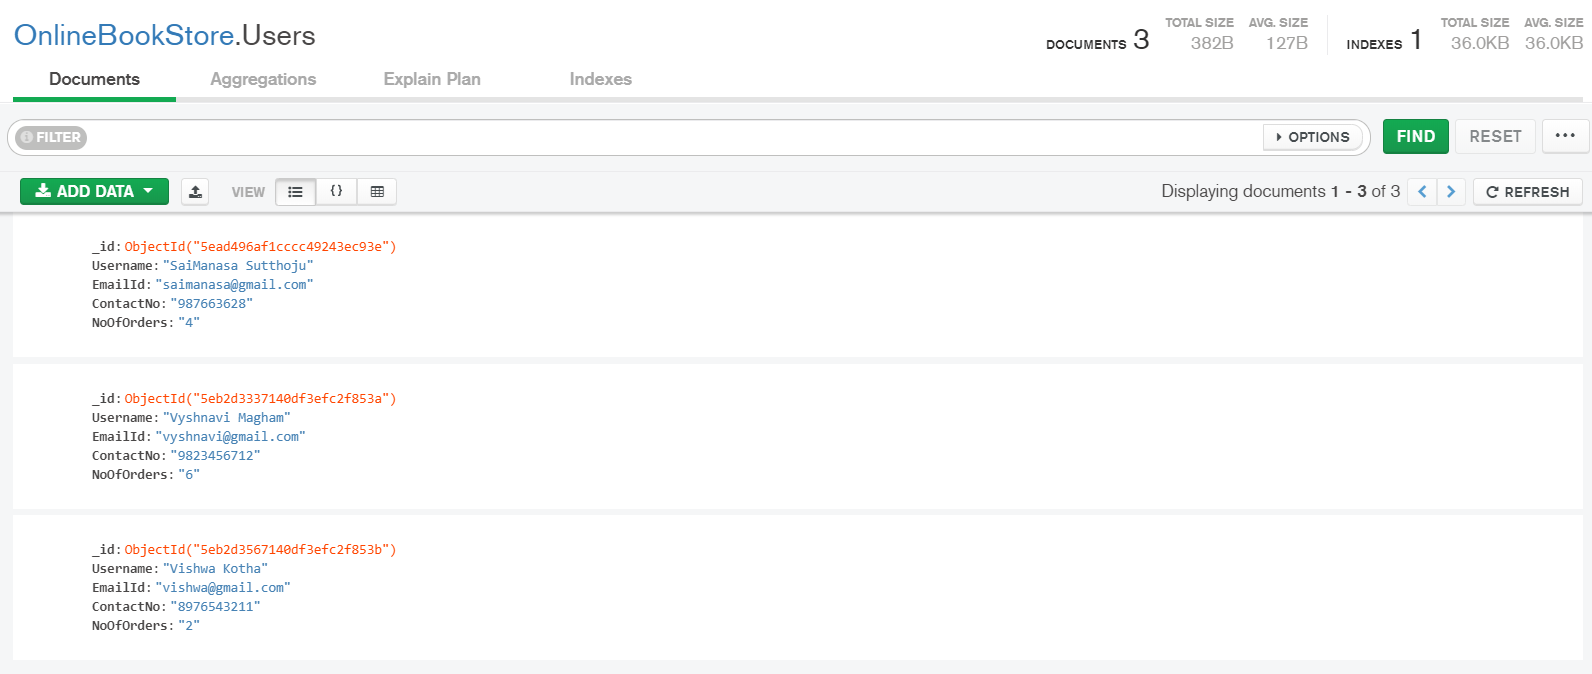 OnlineBookStore.Users
DOCUMENTS 3 TOTAL SIZE 382B AVG. SIZE 127B INDEXES 1 TOTAL SIZE 36.0KB AVG. SIZE 36.0KB
Documents Aggregations Explain Plan Indexes
FILTER OPTIONS FIND RESET ...
ADD DATA VIEW {} Displaying documents 1 - 3 of 3 < > REFRESH
_id: ObjectId("5ead496af1cccc49243ec93e")
Username: "SaiManasa Sutthoju"
EmailId: "saimanasa@gmail.com"
ContactNo: "987663628"
NoOfOrders: "4"
_id: ObjectId("5eb2d3337140df3efc2f853a")
Username: "Vyshnavi Magham"
EmailId: "vyshnavi@gmail.com"
ContactNo: "9823456712"
NoOfOrders: "6"
_id: ObjectId("5eb2d3567140df3efc2f853b")
Username: "Vishwa Kotha"
EmailId: "vishwa@gmail.com"
ContactNo: "8976543211"
NoOfOrders: "2"